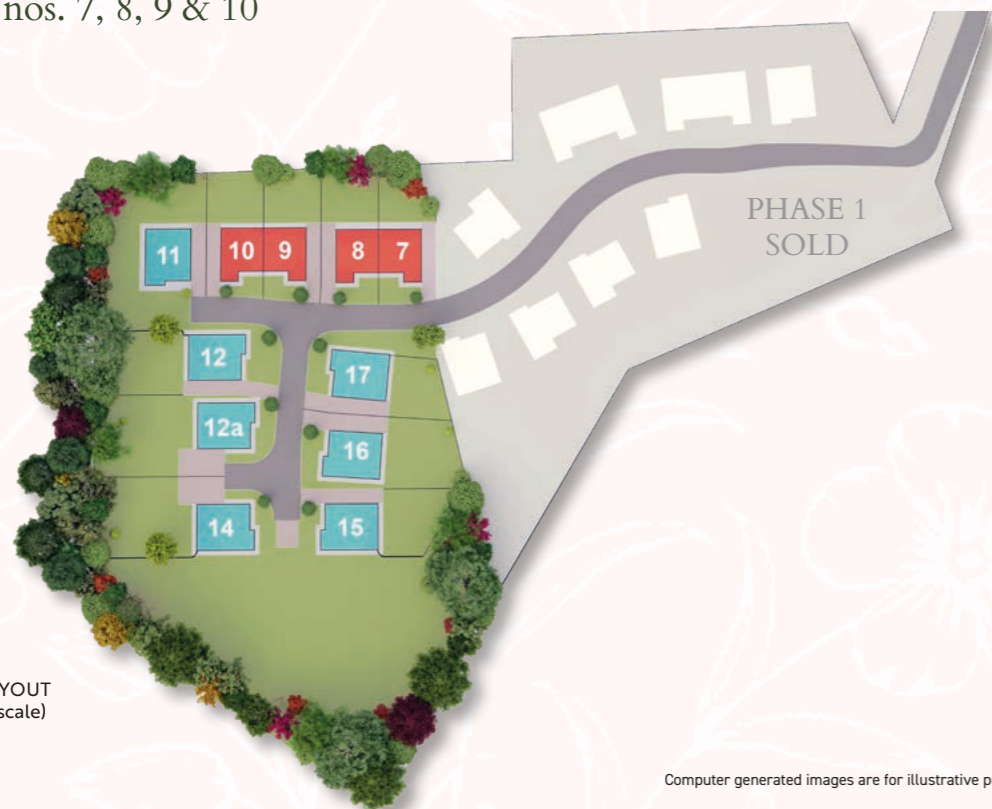 nos. 7, 8, 9 & 10
PHASE 1
SOLD
11
10
9
8
7
12
17
12a
16
14
15
YOUT
scale)
Computer generated images are for illustrative p